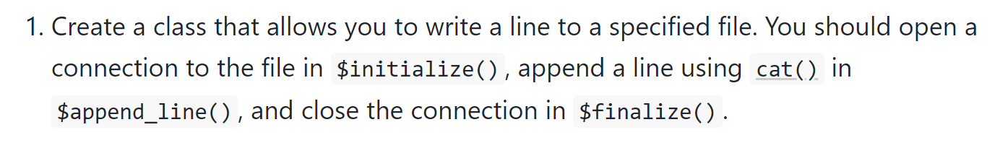 1. Create a class that allows you to write a line to a specified file. You should open a
connection to the file in $initialize(), append a line using cat() in
$append_line(), and close the connection in $finalize().